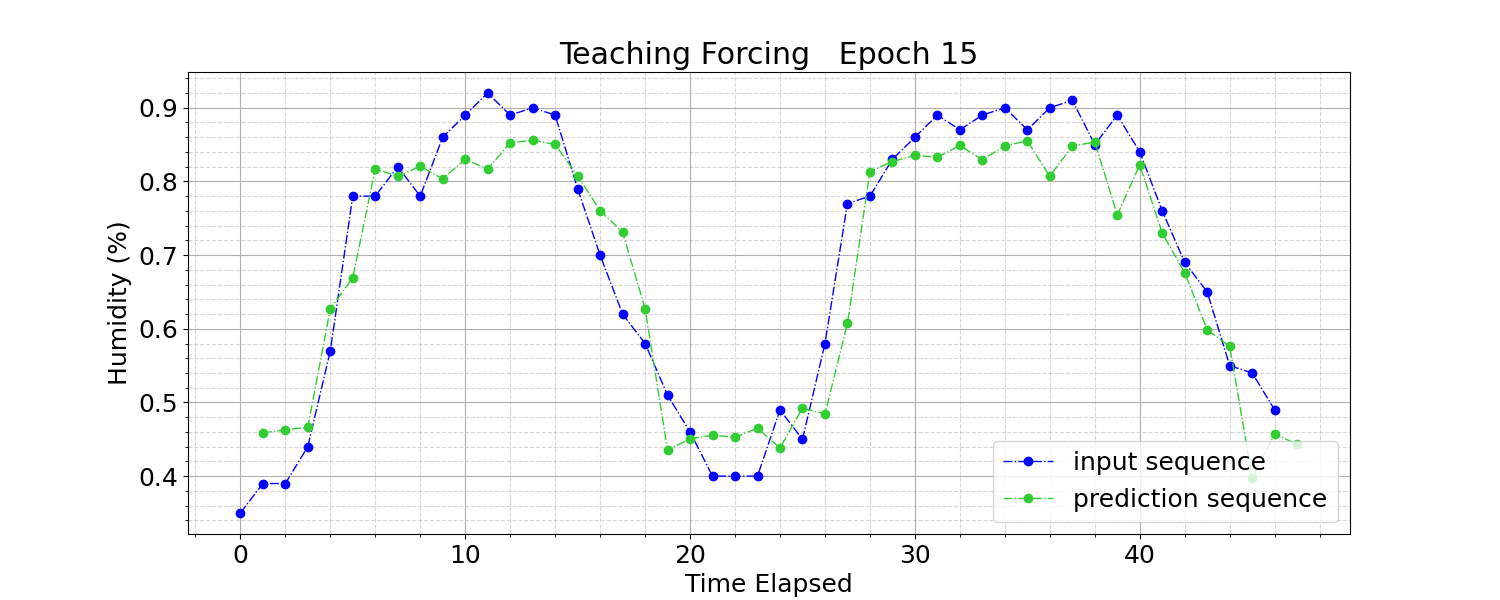 Teaching Forcing   Epoch 15
0.9
0.8
0.7
0.6
0.5
0.4
Humidity (%)
input sequence
prediction sequence
0 10 20 30 40
Time Elapsed